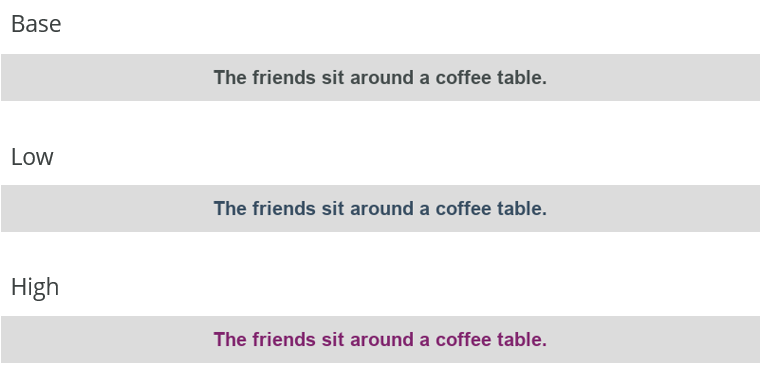 Base
The friends sit around a coffee table.
Low
The friends sit around a coffee table.
High
The friends sit around a coffee table.